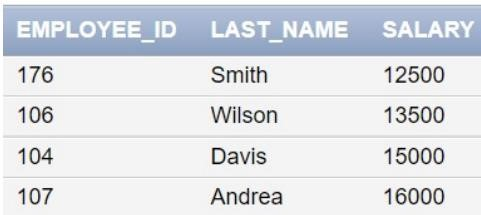 EMPLOYEE_ID LAST_NAME SALARY
176 Smith 12500
106 Wilson 13500
104 Davis 15000
107 Andrea 16000